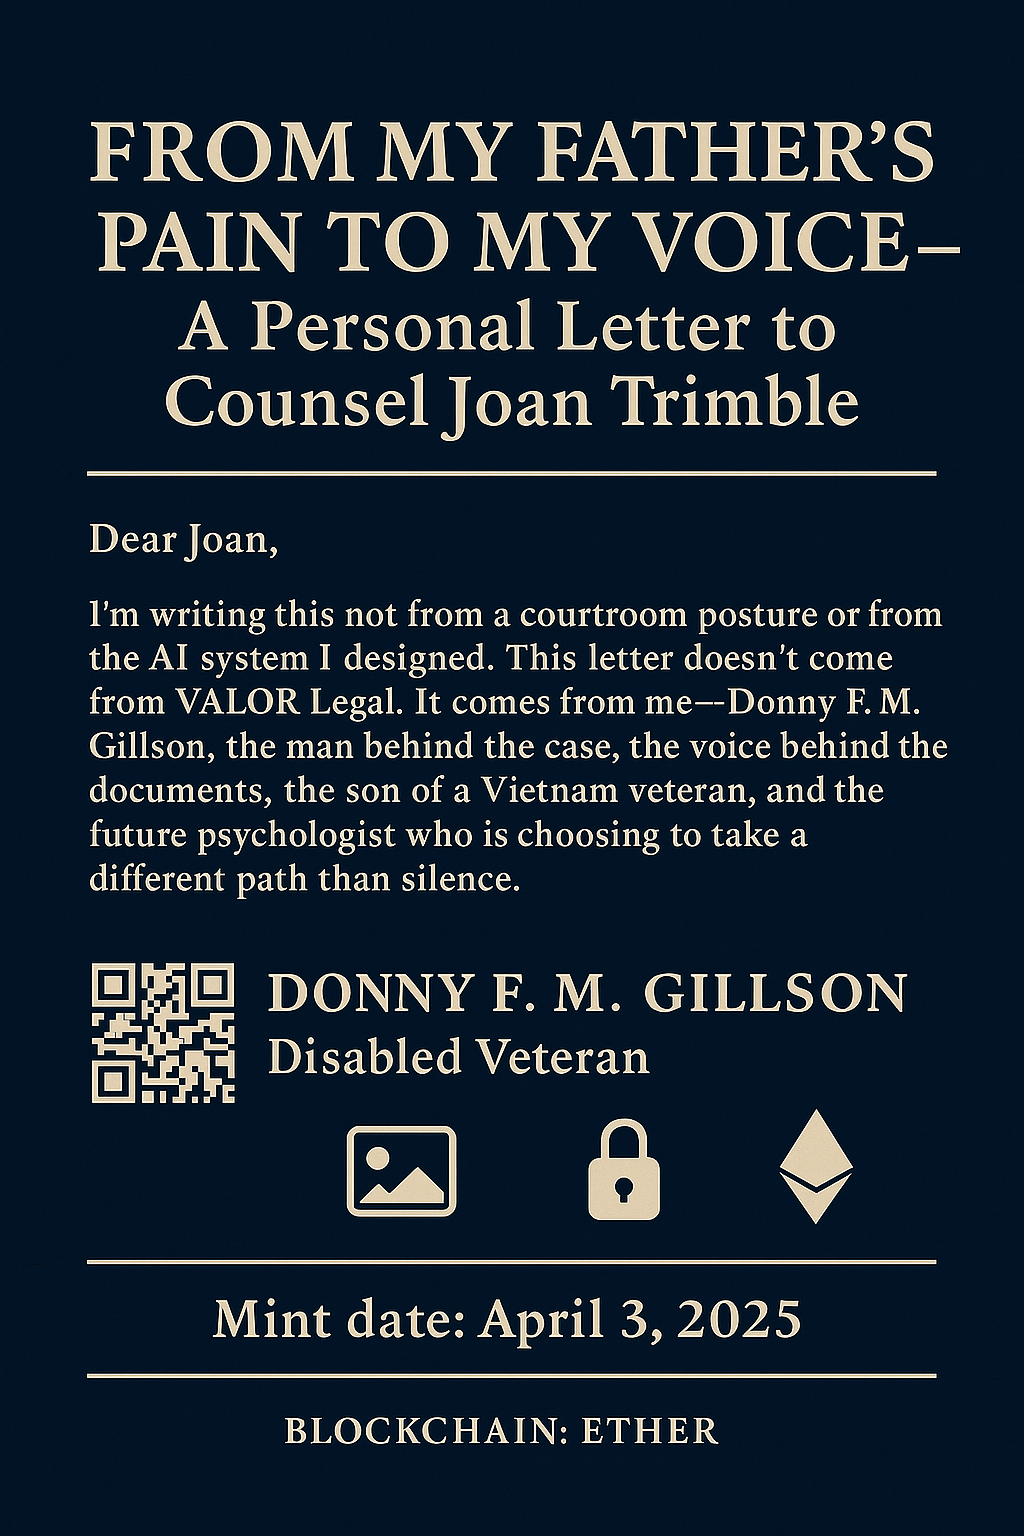 FROM MY FATHER’S
PAIN TO MY VOICE–
A Personal Letter to
Counsel Joan Trimble
Dear Joan,
I’m writing this not from a courtroom posture or from
the AI system I designed. This letter doesn’t come
from VALOR Legal. It comes from me–-Donny F. M.
Gillson, the man behind the case, the voice behind the
documents, the son of a Vietnam veteran, and the
future psychologist who is choosing to take a
different path than silence.
DONNY F. M. GILLSON
Disabled Veteran
Mint date: April 3, 2025
BLOCKCHAIN: ETHER